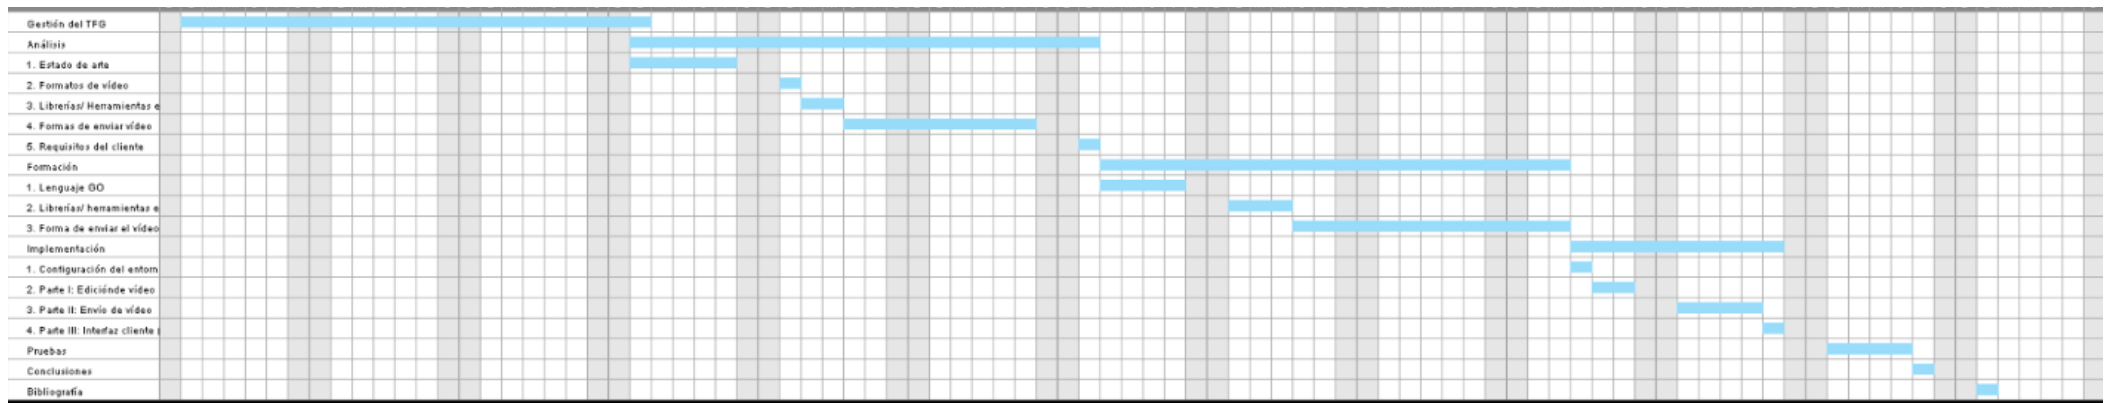 Gestión del TFG
Análisis
1. Estado de arte
2. Formatos de vídeo
3. Librerías/ Herramientas e
4. Formas de enviar vídeo
5. Requisitos del cliente
Formación
1. Lenguaje GO
2. Librerías/ herramientas e
3. Forma de enviar el vídeo
Implementación
1. Configuración del entorn
2. Parte I: Ediciónde vídeo
3. Parte II: Envío de vídeo
4. Parte III: Interfaz cliente
Pruebas
Conclusiones
Bibliografía